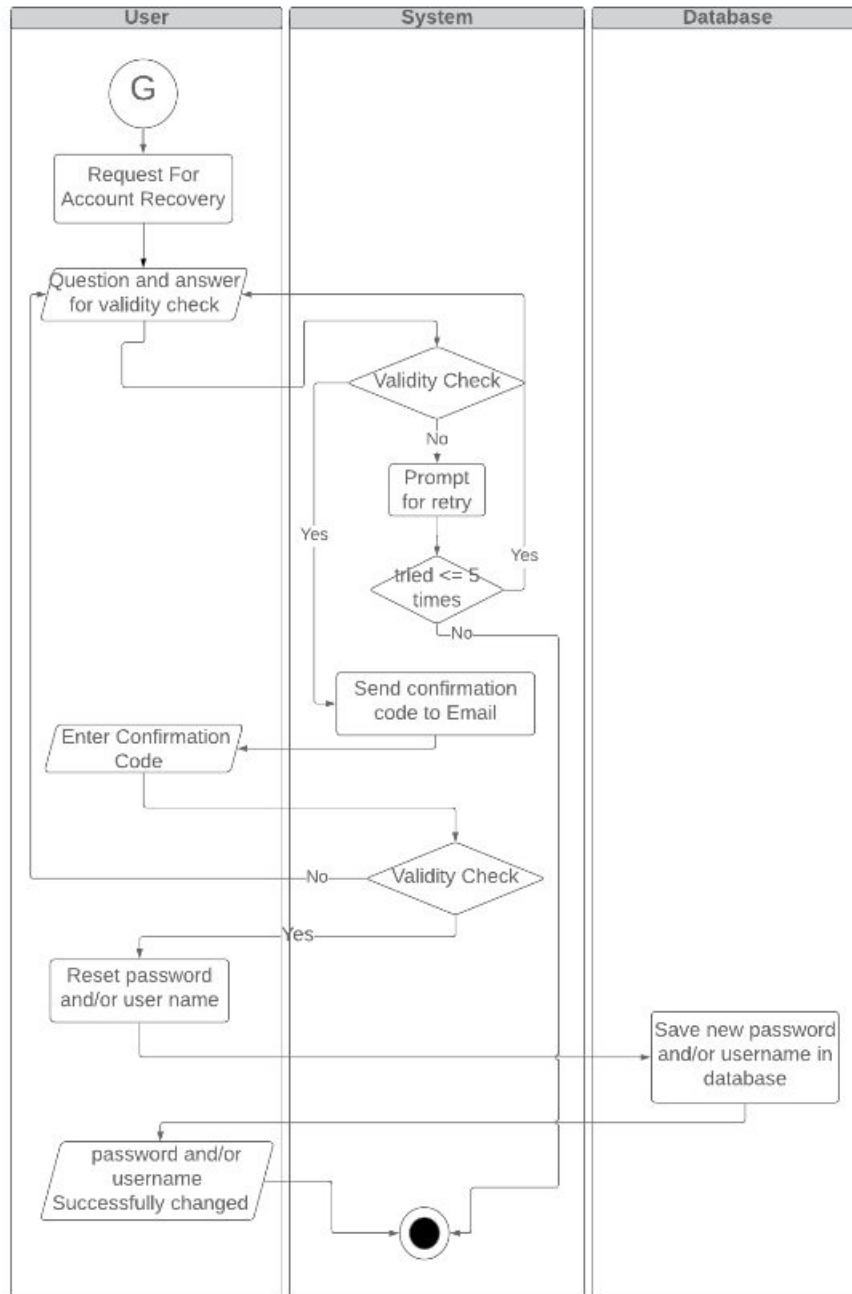 User
System
Database
G
Request For
Account Recovery
Question and answer
for validity check
Validity Check
No
Prompt
for retry
Yes
Yes
tried <= 5
times
No
Send confirmation
code to Email
Enter Confirmation
Code
Validity Check
No
Yes
Reset password
and/or user name
Save new password
and/or username in
database
password and/or
username
Successfully changed